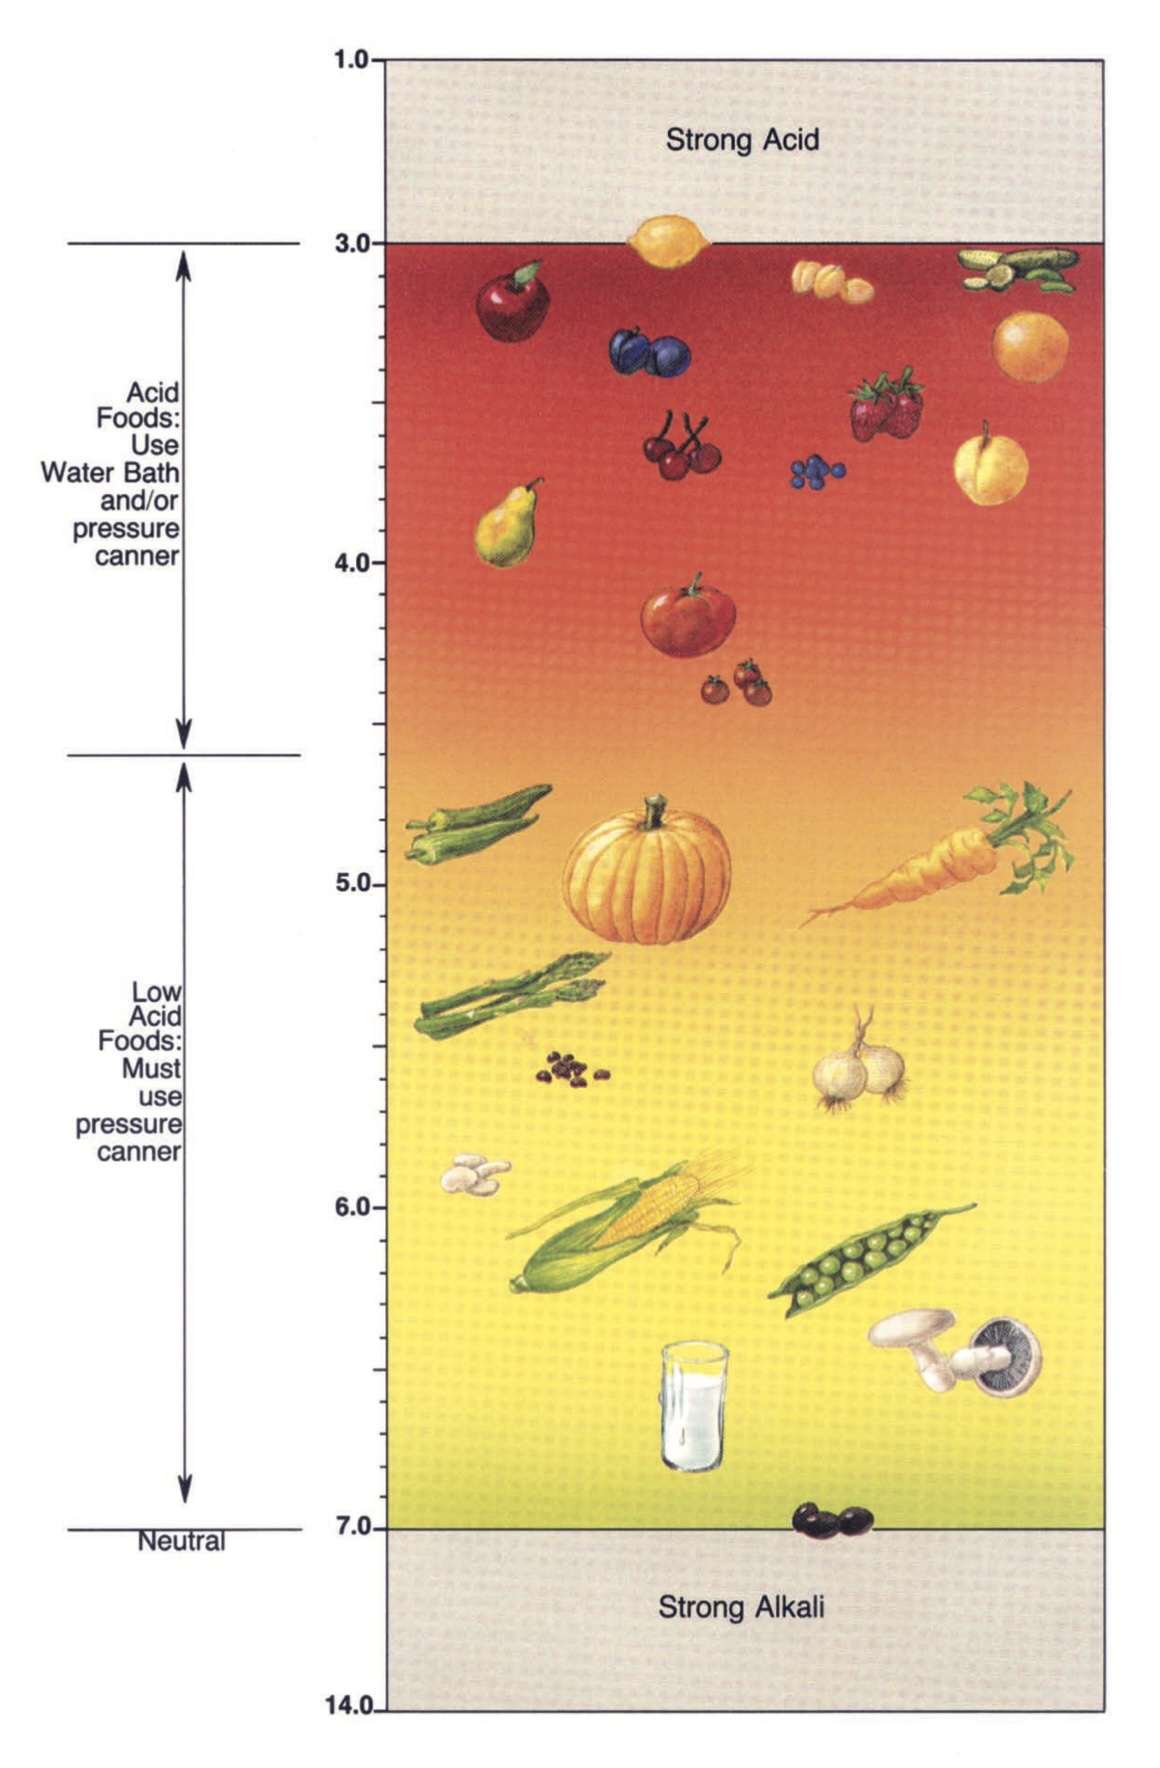 1.0
Strong Acid
3.0
Acid
Foods:
Use
Water Bath
and/or
pressure
canner
4.0
5.0
Low
Acid
Foods:
Must
use
pressure
canner
6.0
7.0
Neutral
Strong Alkali
14.0